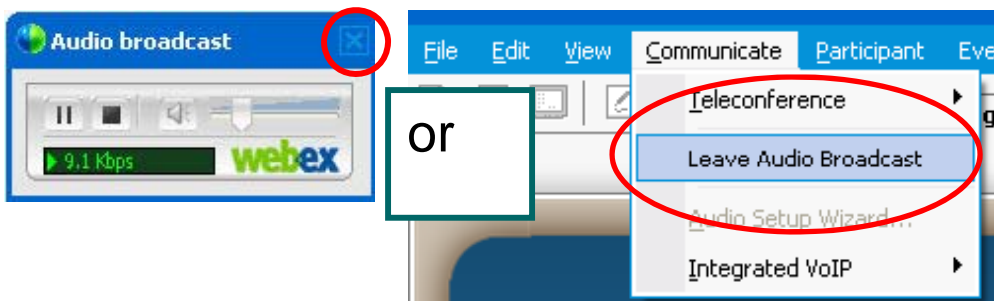 Audio broadcast
9.1 Kbps
webex
or
File Edit View Communicate Participant Eve
Teleconference
g
Leave Audio Broadcast
Audio Setup Wizard...
Integrated VoIP